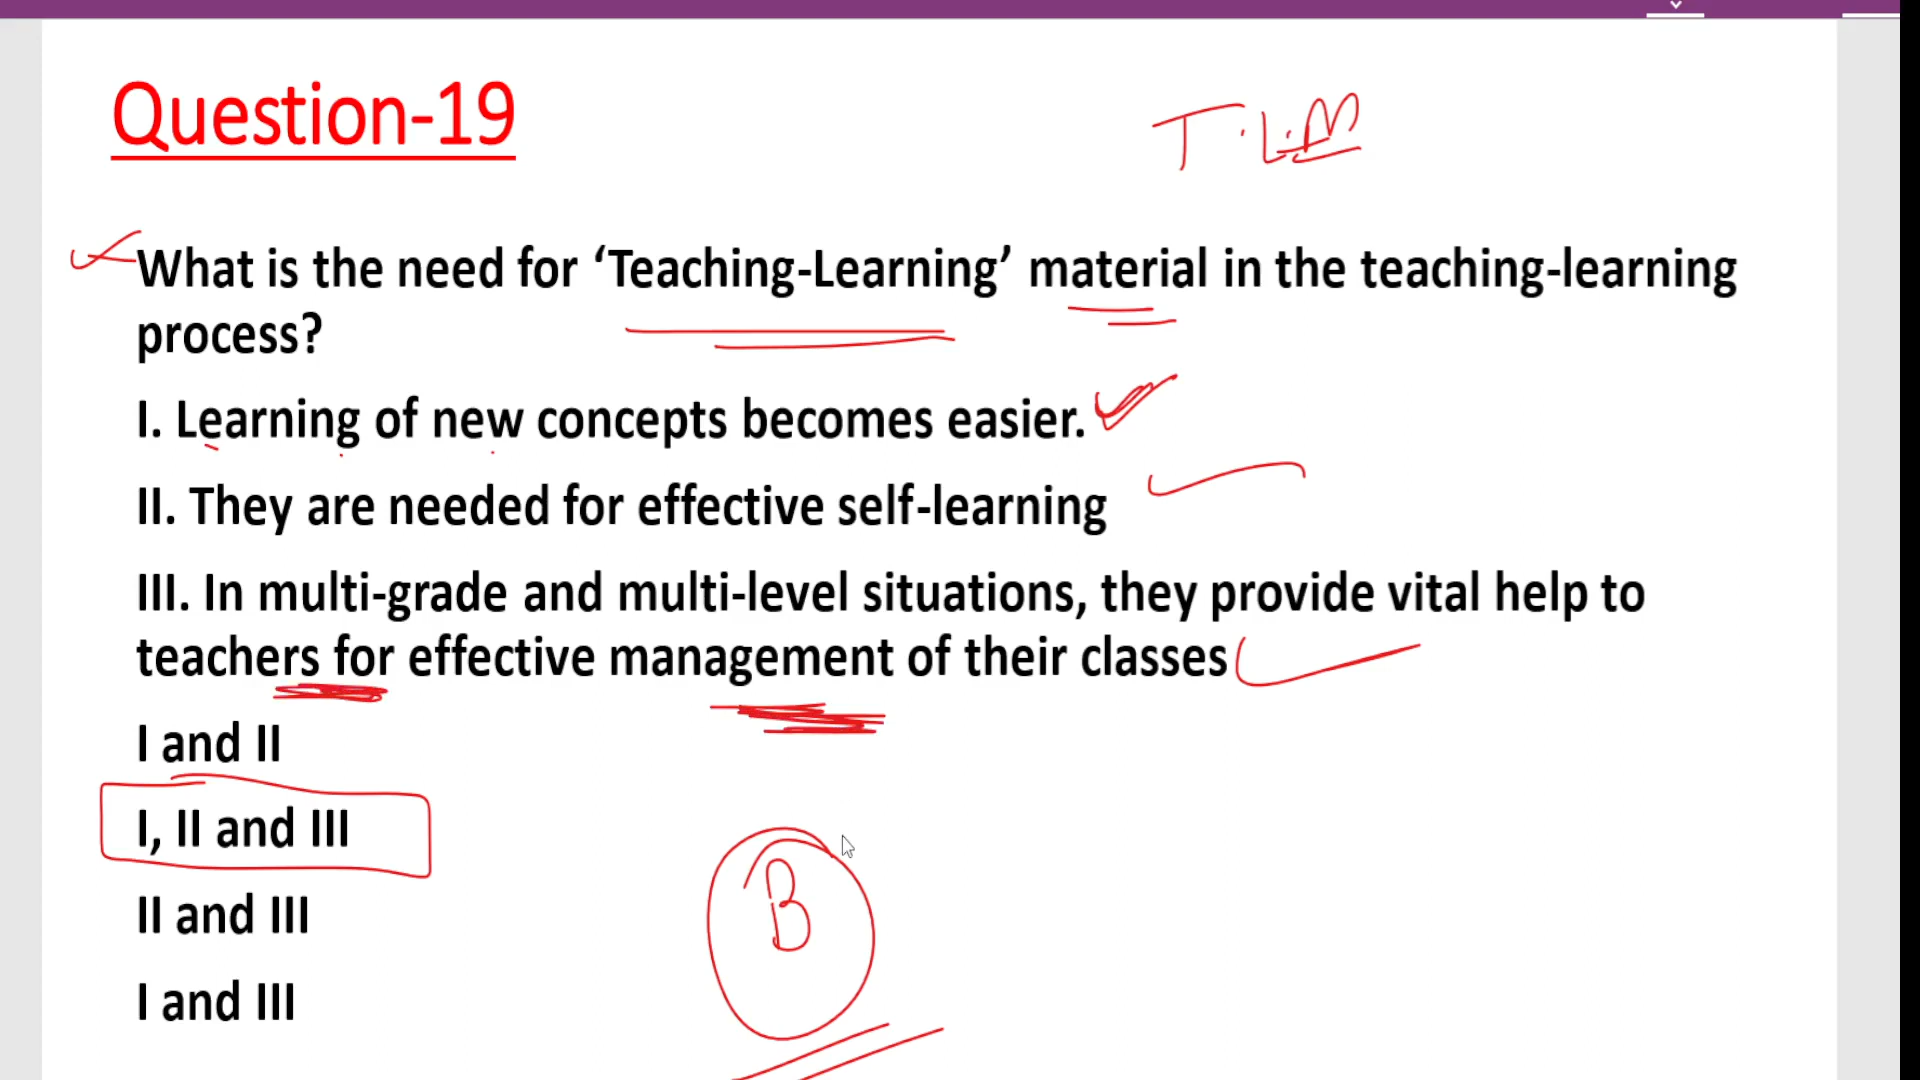 Question-19
T.L.M
What is the need for ‘Teaching-Learning’ material in the teaching-learning
process?
I. Learning of new concepts becomes easier.
II. They are needed for effective self-learning
III. In multi-grade and multi-level situations, they provide vital help to
teachers for effective management of their classes
I and II
I, II and III
B
II and III
I and III